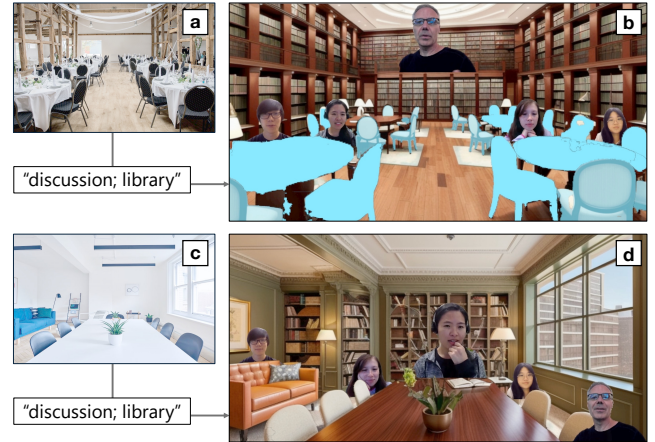 a
b
“discussion; library”
c
d
“discussion; library”